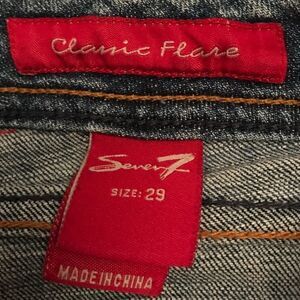 Classic Flare
Seven7
SIZE: 29
MADE IN CHINA